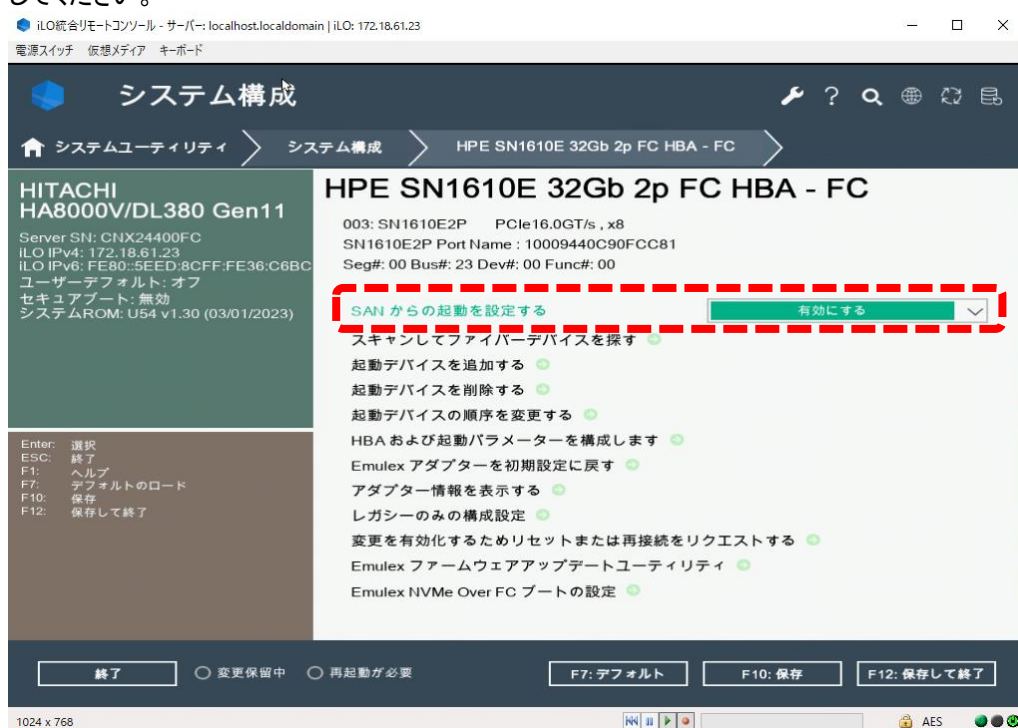 してください。
iLO統合リモートコンソール - サーバー: localhost.localdomain | iLO: 172.18.61.23
電源スイッチ 仮想メディア キーボード
システム構成
システムユーティリティ システム構成 HPE SN1610E 32Gb 2p FC HBA - FC
HITACHI
HA8000V/DL380 Gen11
Server SN: CNX24400FC
iLO IPv4: 172.18.61.23
iLO IPv6: FE80::5EED:8CFF:FE36:C6BC
ユーザーデフォルト: オフ
セキュアブート: 無効
システムROM: U54 v1.30 (03/01/2023)
Enter: 選択
ESC: 終了
F1: ヘルプ
F7: デフォルトのロード
F10: 保存
F12: 保存して終了
HPE SN1610E 32Gb 2p FC HBA - FC
003: SN1610E2P PCIe16.0GT/s , x8
SN1610E2P Port Name : 10009440C90FCC81
Seg#: 00 Bus#: 23 Dev#: 00 Func#: 00
SAN からの起動を設定する 有効にする
スキャンしてファイバーデバイスを探す
起動デバイスを追加する
起動デバイスを削除する
起動デバイスの順序を変更する
HBA および起動パラメーターを構成します
Emulex アダプターを初期設定に戻す
アダプター情報を表示する
レガシーのみの構成設定
変更を有効化するためリセットまたは再接続をリクエストする
Emulex ファームウェアアップデートユーティリティ
Emulex NVMe Over FC ブートの設定
終了 変更保留中 再起動が必要 F7: デフォルト F10: 保存 F12: 保存して終了
1024 x 768 AES